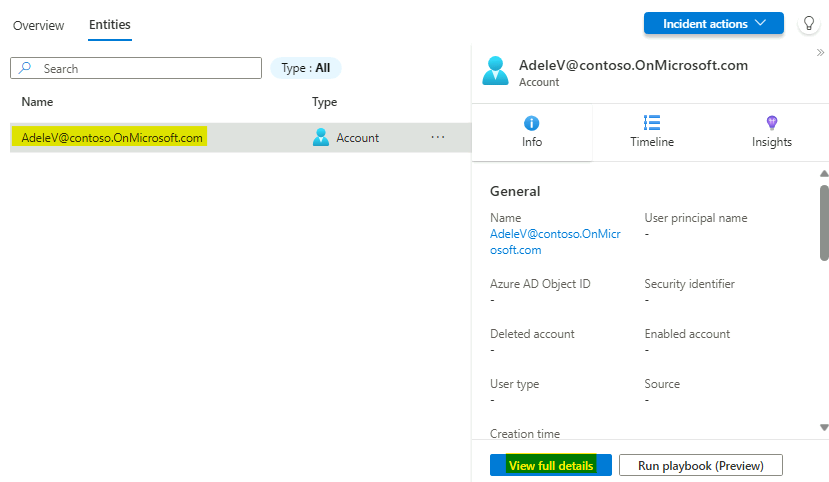 Overview
Entities
Incident actions
Search
Type : All
Name
Type
AdeleV@contoso.OnMicrosoft.com
Account
···
AdeleV@contoso.OnMicrosoft.com
Account
Info
Timeline
Insights
General
Name
User principal name
AdeleV@contoso.OnMicr
osoft.com
-
Azure AD Object ID
Security identifier
-
-
Deleted account
Enabled account
-
-
User type
Source
-
-
Creation time
View full details
Run playbook (Preview)